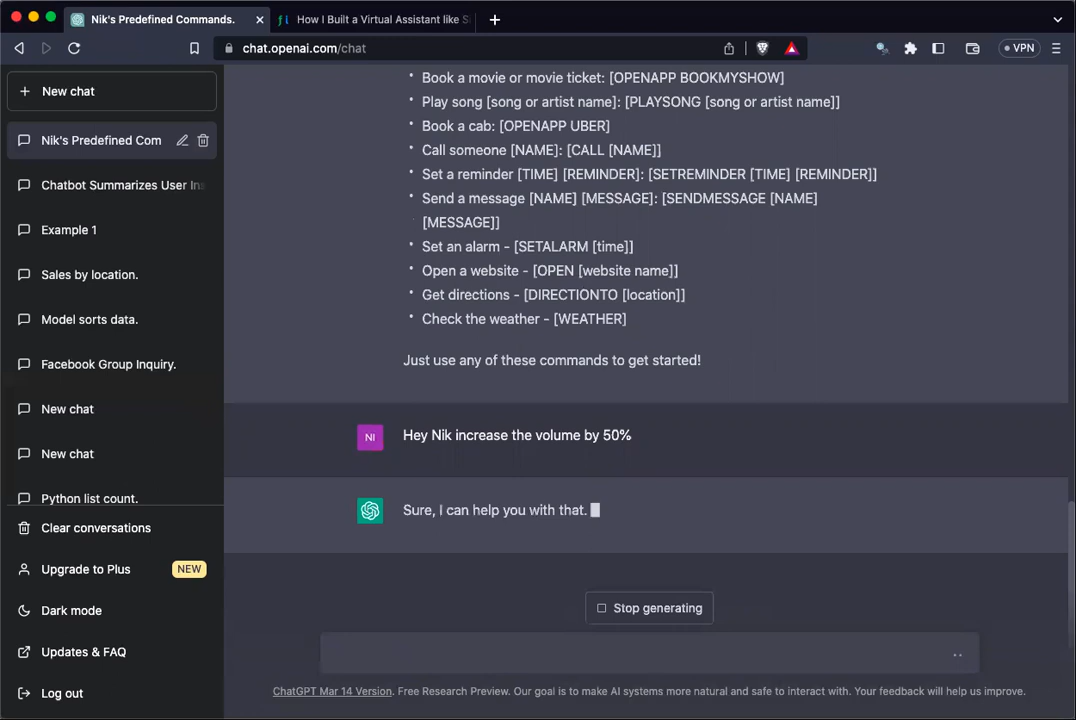 Nik's Predefined Commands.
How I Built a Virtual Assistant like S
chat.openai.com/chat
VPN
New chat
Nik's Predefined Com
Chatbot Summarizes User Ins
Example 1
Sales by location.
Model sorts data.
Facebook Group Inquiry.
New chat
New chat
Python list count.
Clear conversations
Upgrade to Plus NEW
Dark mode
Updates & FAQ
Log out
• Book a movie or movie ticket: [OPENAPP BOOKMYSHOW]
• Play song [song or artist name]: [PLAYSONG [song or artist name]]
• Book a cab: [OPENAPP UBER]
• Call someone [NAME]: [CALL [NAME]]
• Set a reminder [TIME] [REMINDER]: [SETREMINDER [TIME] [REMINDER]]
• Send a message [NAME] [MESSAGE]: [SENDMESSAGE [NAME]
[MESSAGE]]
• Set an alarm - [SETALARM [time]]
• Open a website - [OPEN [website name]]
• Get directions - [DIRECTIONTO [location]]
• Check the weather - [WEATHER]
Just use any of these commands to get started!
NI Hey Nik increase the volume by 50%
Sure, I can help you with that.
Stop generating
ChatGPT Mar 14 Version. Free Research Preview. Our goal is to make AI systems more natural and safe to interact with. Your feedback will help us improve.